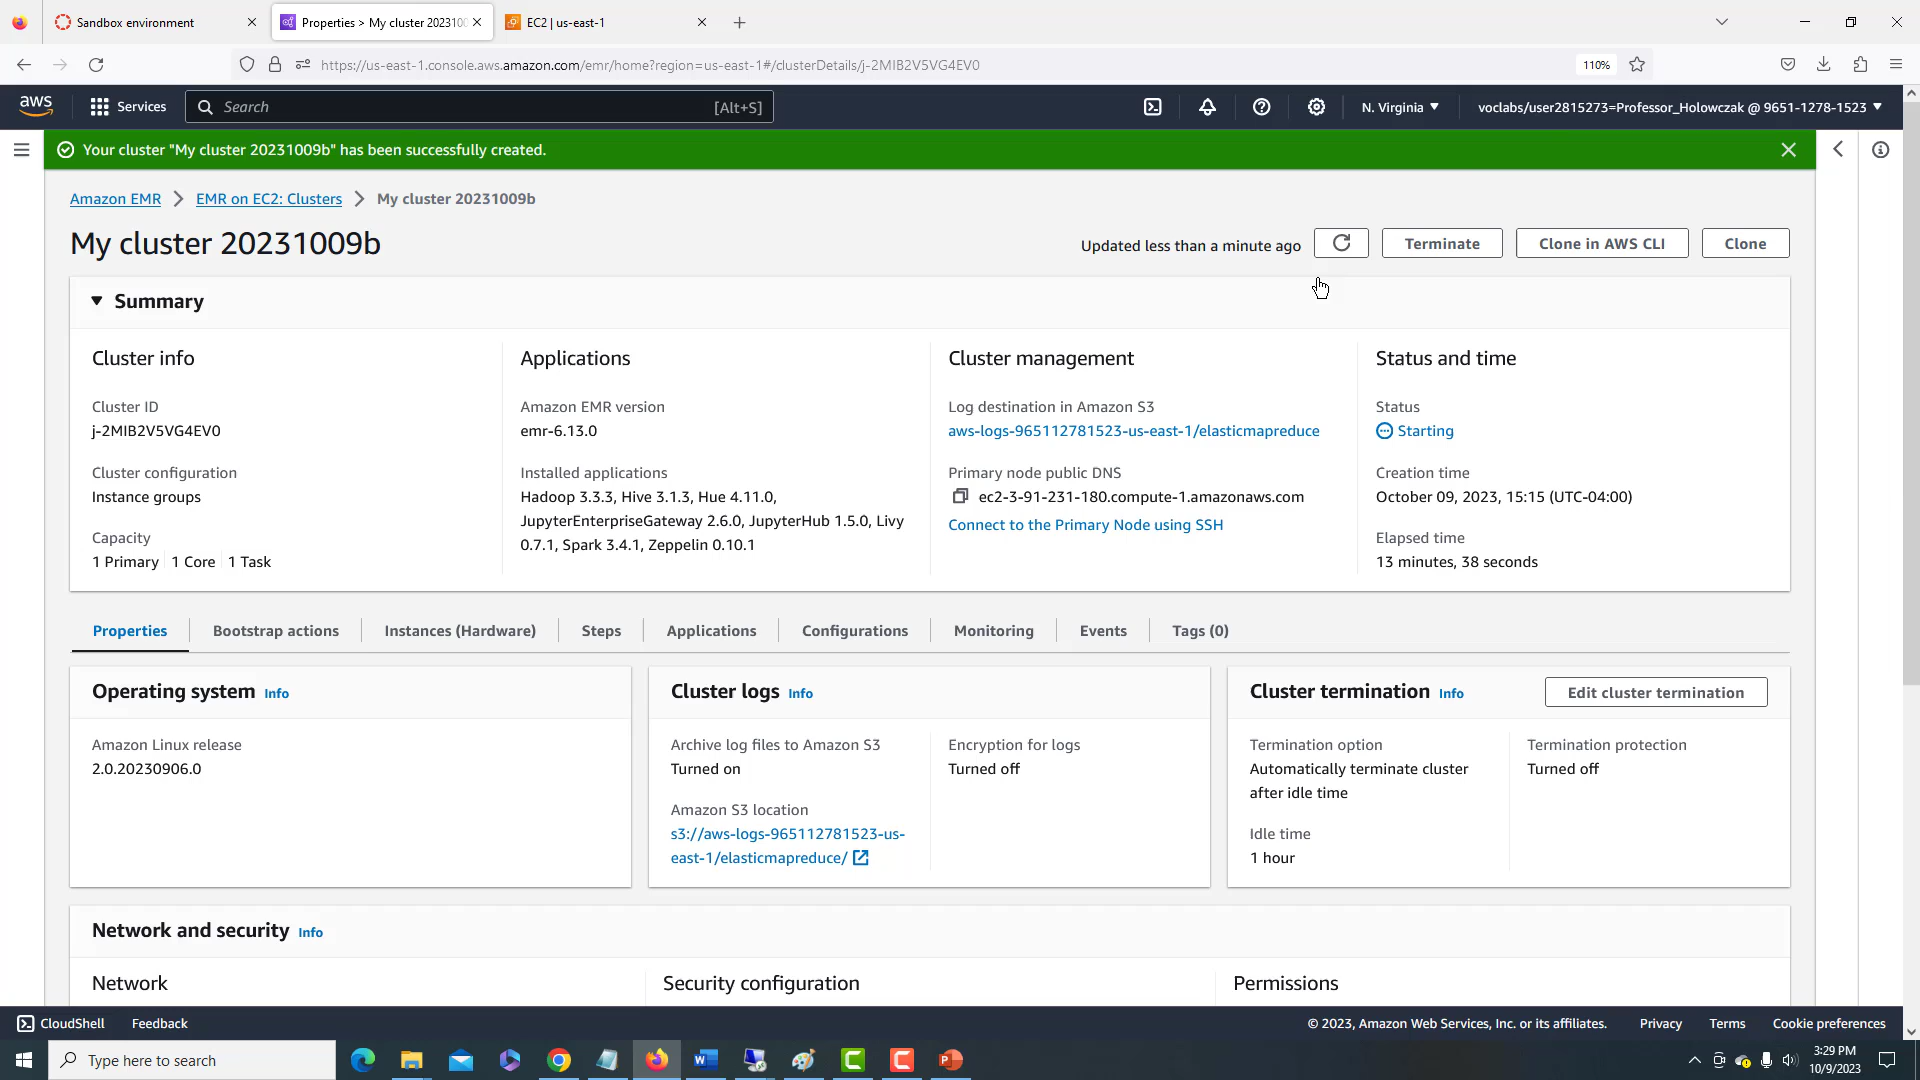 Sandbox environment
Properties > My cluster 2023100
EC2 | us-east-1
https://us-east-1.console.aws.amazon.com/emr/home?region=us-east-1#/clusterDetails/j-2MIB2V5VG4EV0
110%
aws
Services
Search
[Alt+S]
N. Virginia
voclabs/user2815273=Professor_Holowczak @ 9651-1278-1523
Your cluster "My cluster 20231009b" has been successfully created.
Amazon EMR
EMR on EC2: Clusters
My cluster 20231009b
My cluster 20231009b
Updated less than a minute ago
Terminate
Clone in AWS CLI
Clone
Summary
Cluster info
Cluster ID
j-2MIB2V5VG4EV0
Cluster configuration
Instance groups
Capacity
1 Primary 1 Core 1 Task
Applications
Amazon EMR version
emr-6.13.0
Installed applications
Hadoop 3.3.3, Hive 3.1.3, Hue 4.11.0,
JupyterEnterpriseGateway 2.6.0, JupyterHub 1.5.0, Livy
0.7.1, Spark 3.4.1, Zeppelin 0.10.1
Cluster management
Log destination in Amazon S3
aws-logs-965112781523-us-east-1/elasticmapreduce
Primary node public DNS
ec2-3-91-231-180.compute-1.amazonaws.com
Connect to the Primary Node using SSH
Status and time
Status
Starting
Creation time
October 09, 2023, 15:15 (UTC-04:00)
Elapsed time
13 minutes, 38 seconds
Properties
Bootstrap actions
Instances (Hardware)
Steps
Applications
Configurations
Monitoring
Events
Tags (0)
Operating system Info
Amazon Linux release
2.0.20230906.0
Cluster logs Info
Archive log files to Amazon S3
Turned on
Amazon S3 location
s3://aws-logs-965112781523-us-
east-1/elasticmapreduce/
Encryption for logs
Turned off
Cluster termination Info
Edit cluster termination
Termination option
Automatically terminate cluster
after idle time
Idle time
1 hour
Termination protection
Turned off
Network and security Info
Network
Security configuration
Permissions
CloudShell
Feedback
© 2023, Amazon Web Services, Inc. or its affiliates.
Privacy
Terms
Cookie preferences
Type here to search
3:29 PM
10/9/2023